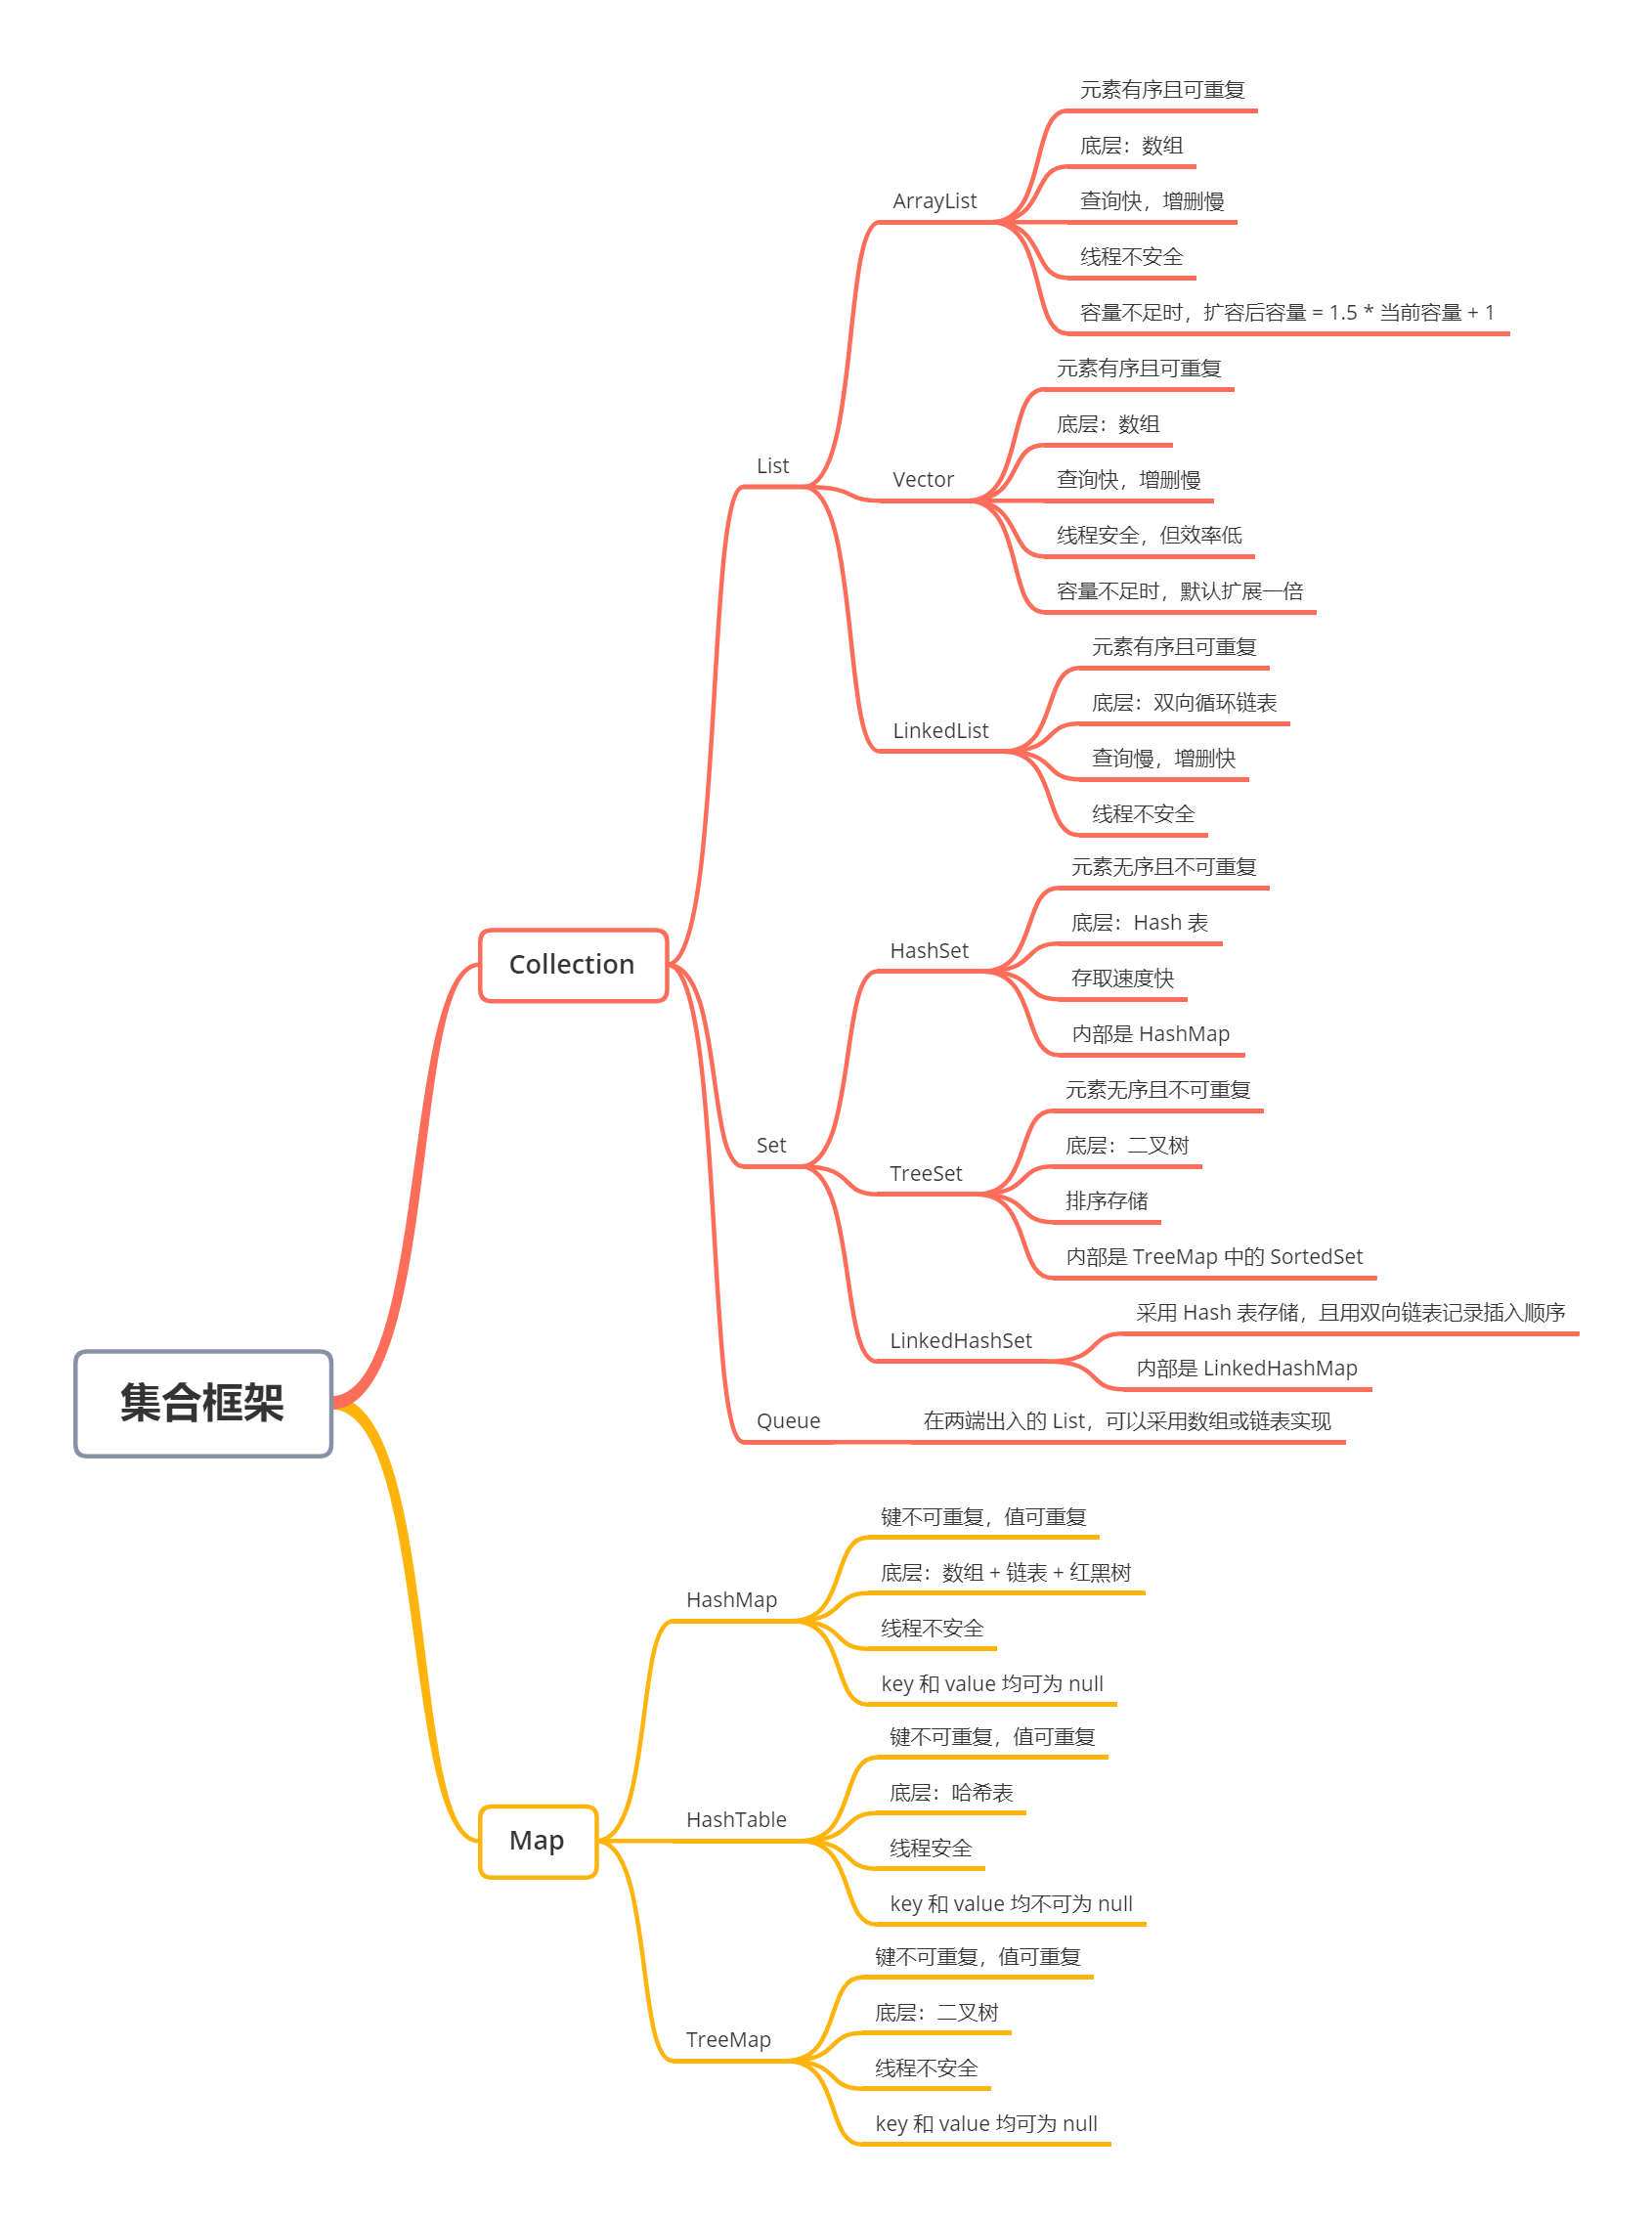 集合框架
Collection
List
ArrayList
元素有序且可重复
底层：数组
查询快，增删慢
线程不安全
容量不足时，扩容后容量 = 1.5 * 当前容量 + 1
Vector
元素有序且可重复
底层：数组
查询快，增删慢
线程安全，但效率低
容量不足时，默认扩展一倍
LinkedList
元素有序且可重复
底层：双向循环链表
查询慢，增删快
线程不安全
Set
HashSet
元素无序且不可重复
底层：Hash 表
存取速度快
内部是 HashMap
TreeSet
元素无序且不可重复
底层：二叉树
排序存储
内部是 TreeMap 中的 SortedSet
LinkedHashSet
采用 Hash 表存储，且用双向链表记录插入顺序
内部是 LinkedHashMap
Queue
在两端出入的 List，可以采用数组或链表实现
Map
HashMap
键不可重复，值可重复
底层：数组 + 链表 + 红黑树
线程不安全
key 和 value 均可为 null
HashTable
键不可重复，值可重复
底层：哈希表
线程安全
key 和 value 均不可为 null
TreeMap
键不可重复，值可重复
底层：二叉树
线程不安全
key 和 value 均可为 null